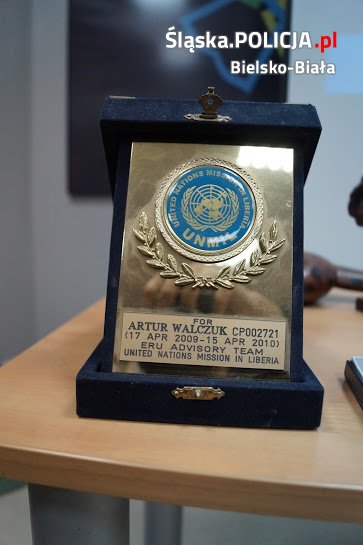 Śląska.POLICJA.pl
Bielsko-Biała
UNITED NATIONS MISSION IN LIBERIA
UNMIL
FOR
ARTUR WALCZUK CP002721
(17 APR 2009-15 APR 2010)
ERU ADVISORY TEAM
UNITED NATIONS MISSION IN LIBERIA